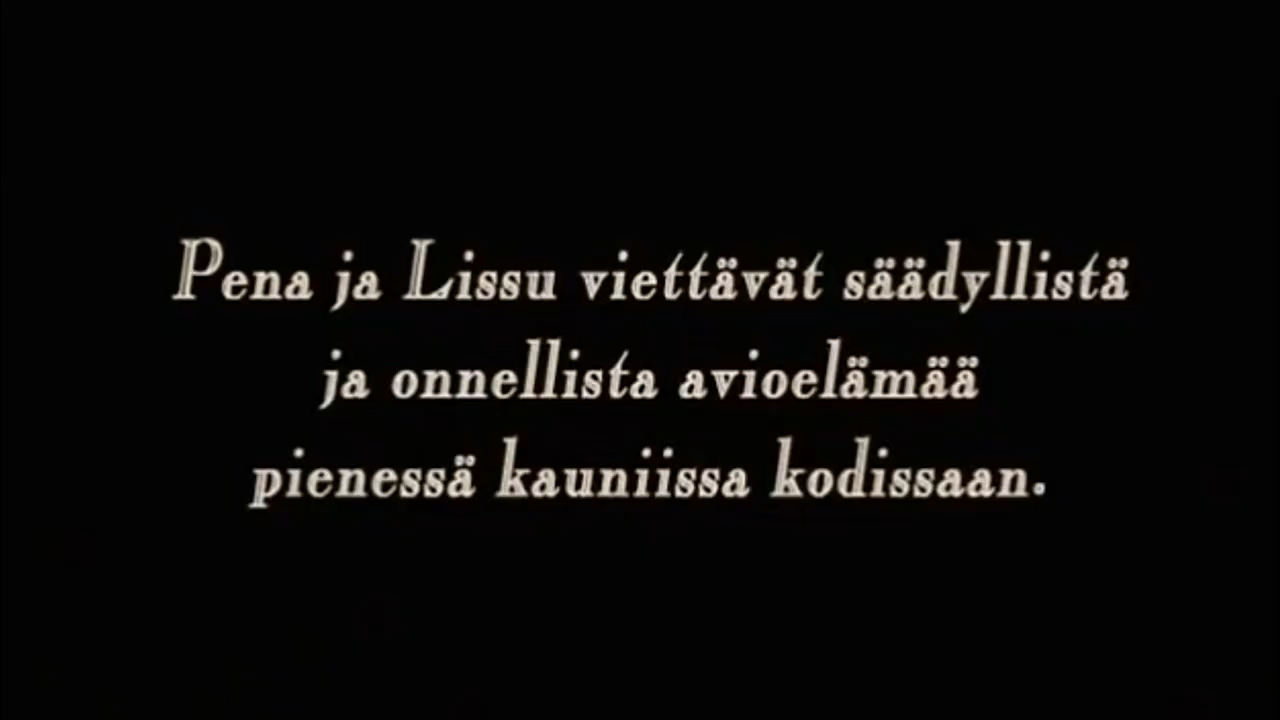 Pena ja Lissu viettävät säädyllistä
ja onnellista avioelämää
pienessä kauniissa kodissaan.